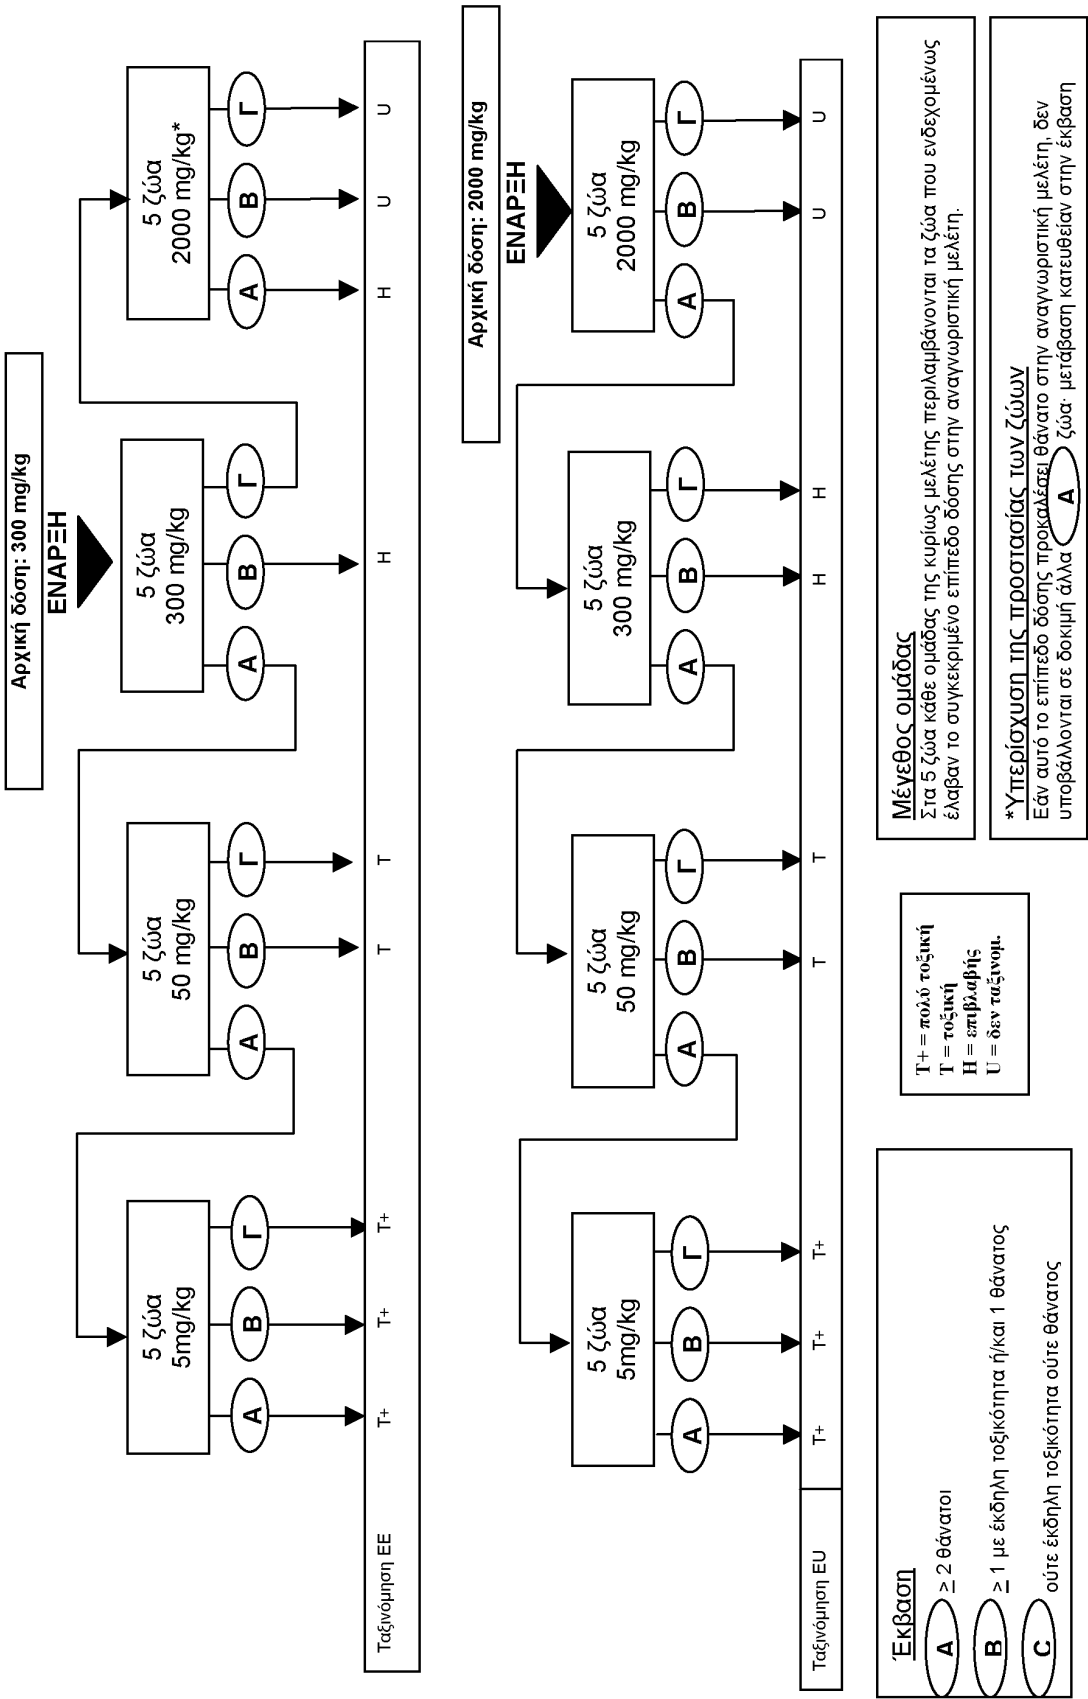 Αρχική δόση: 300 mg/kg
ΕΝΑΡΞΗ
5 ζώα
5mg/kg
5 ζώα
50 mg/kg
5 ζώα
300 mg/kg
5 ζώα
2000 mg/kg*
Α Β Γ
Α Β Γ
Α Β Γ
Α Β Γ
Ταξινόμηση ΕΕ T+ T+ T+ T T H H U U
Αρχική δόση: 2000 mg/kg
ΕΝΑΡΞΗ
5 ζώα
5mg/kg
5 ζώα
50 mg/kg
5 ζώα
300 mg/kg
5 ζώα
2000 mg/kg
Α Β Γ
Α Β Γ
Α Β Γ
Α Β Γ
Ταξινόμηση EU T+ T+ T+ T T H H U U
Έκβαση
A ≥ 2 θάνατοι
B ≥ 1 με έκδηλη τοξικότητα ή/και 1 θάνατος
C ούτε έκδηλη τοξικότητα ούτε θάνατος
T+ = πολύ τοξική
T = τοξική
H = επιβλαβής
U = δεν ταξινομ.
Μέγεθος ομάδας
Στα 5 ζώα κάθε ομάδας της κυρίως μελέτης περιλαμβάνονται τα ζώα που ενδεχομένως
έλαβαν το συγκεκριμένο επίπεδο δόσης στην αναγνωριστική μελέτη.
*Υπερίσχυση της προστασίας των ζώων
Εάν αυτό το επίπεδο δόσης προκαλέσει θάνατο στην αναγνωριστική μελέτη, δεν
υποβάλλονται σε δοκιμή άλλα ζώα· μετάβαση κατευθείαν στην έκβαση A